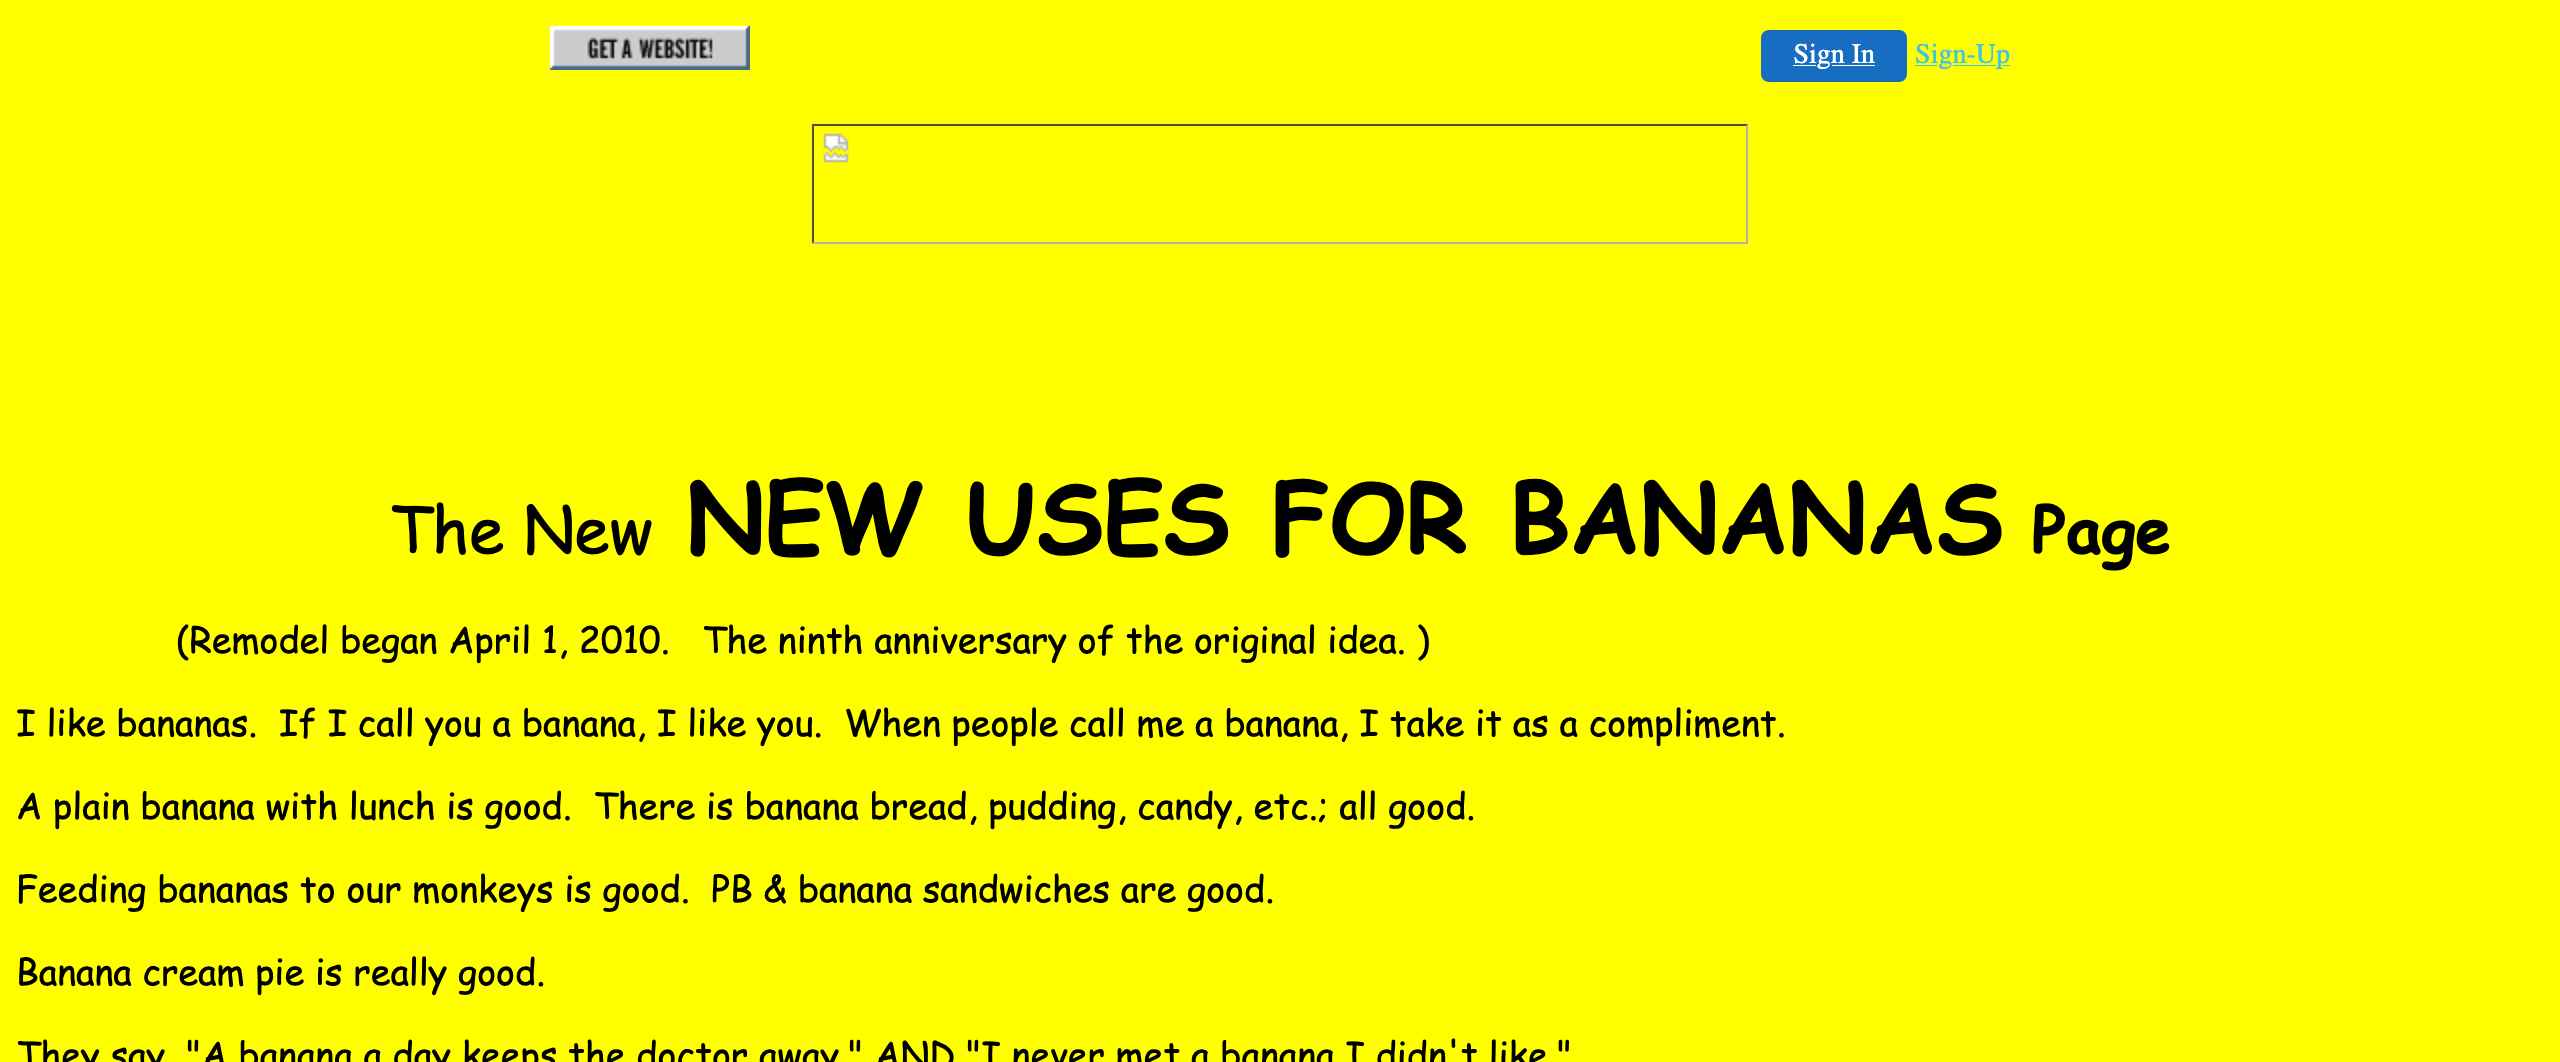 GET A WEBSITE!
Sign In Sign-Up
The New NEW USES FOR BANANAS Page
(Remodel began April 1, 2010.   The ninth anniversary of the original idea. )
I like bananas.  If I call you a banana, I like you.  When people call me a banana, I take it as a compliment.
A plain banana with lunch is good.  There is banana bread, pudding, candy, etc.; all good.
Feeding bananas to our monkeys is good.  PB & banana sandwiches are good.
Banana cream pie is really good.
They say, "A banana a day keeps the doctor away." AND "I never met a banana I didn't like."